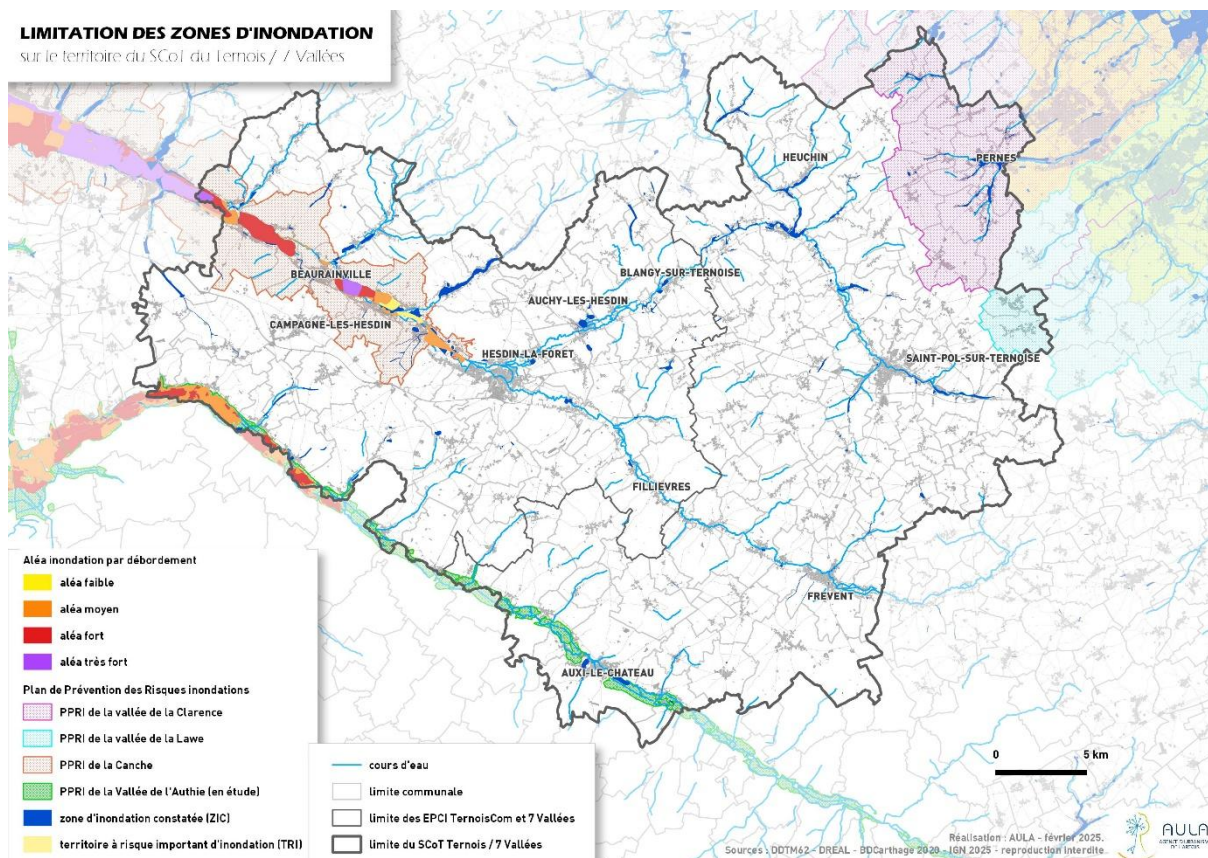 LIMITATION DES ZONES D'INONDATION
sur le territoire du SCoT du Ternois / 7 Vallées
HEUCHIN
PERNES
BEAURAINVILLE
BLANGY-SUR-TERNOISE
AUCHY-LES-HESDIN
CAMPAGNE-LES-HESDIN
HESDIN-LA-FORET
SAINT-POL-SUR-TERNOISE
FILLIEVRES
FREVENT
AUXI-LE-CHATEAU
Aléa inondation par débordement
aléa faible
aléa moyen
aléa fort
aléa très fort
Plan de Prévention des Risques inondations
PPRI de la vallée de la Clarence
PPRI de la vallée de la Lawe
PPRI de la Canche
PPRI de la Vallée de l'Authie (en étude)
zone d'inondation constatée (ZIC)
territoire à risque important d'inondation (TRI)
cours d'eau
limite communale
limite des EPCI TernoisCom et 7 Vallées
limite du SCoT Ternois / 7 Vallées
0 5 km
Réalisation : AULA - février 2025.
Sources : DDTM62 - DREAL - BDCarthage 2020 - IGN 2025 - reproduction interdite
AULA
AGENCE D'URBANISME
DE L'ARTOIS